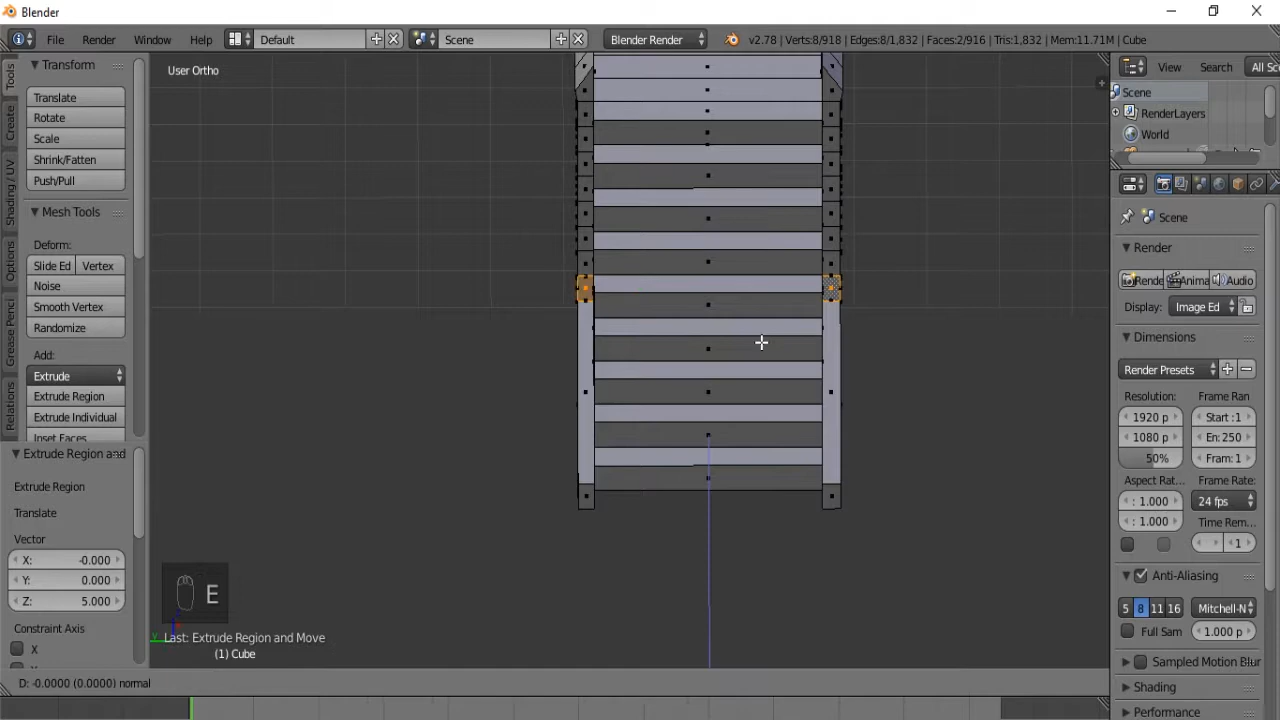 Blender
File Render Window Help Default Scene Blender Render v2.78 | Verts:8/918 | Edges:8/1,832 | Faces:2/916 | Tris:1,832 | Mem:11.71M | Cube
Tools
Create
Shading / UV
Options
Grease Pencil
Relations
Transform
Translate
Rotate
Scale
Shrink/Fatten
Push/Pull
Mesh Tools
Deform:
Slide Ed Vertex
Noise
Smooth Vertex
Randomize
Add:
Extrude
Extrude Region
Extrude Individual
Inset Faces
Extrude Region and
Extrude Region
Translate
Vector
X: -0.000
Y: 0.000
Z: 5.000
Constraint Axis
X
User Ortho
E
Last: Extrude Region and Move
(1) Cube
D: -0.0000 (0.0000) normal
View Search All Sc
Scene
RenderLayers
World
Scene
Render
Rende Anima Audio
Display: Image Ed
Dimensions
Render Presets
Resolution: Frame Ran
1920 p Start :1
1080 p En: 250
50% Fram: 1
Aspect Rat... Frame Rate:
: 1.000 24 fps
: 1.000 Time Rem...
1
Anti-Aliasing
5 8 11 16 Mitchell-N
Full Sam 1.000 p
Sampled Motion Blur
Shading
Performance